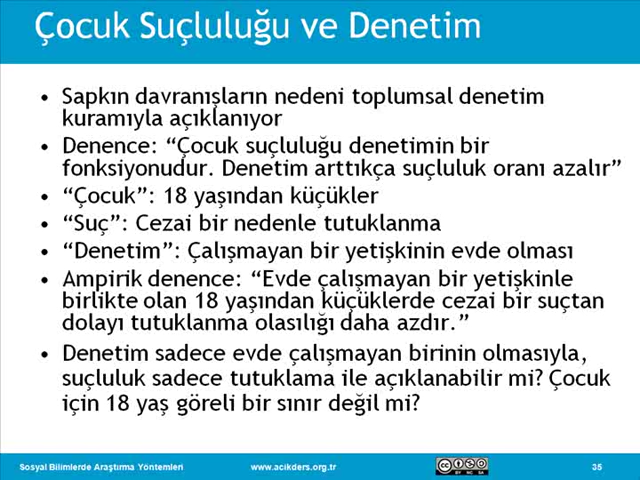 Çocuk Suçluluğu ve Denetim
• Sapkın davranışların nedeni toplumsal denetim
kuramıyla açıklanıyor
• Denence: “Çocuk suçluluğu denetimin bir
fonksiyonudur. Denetim arttıkça suçluluk oranı azalır”
• “Çocuk”: 18 yaşından küçükler
• “Suç”: Cezai bir nedenle tutuklanma
• “Denetim”: Çalışmayan bir yetişkinin evde olması
• Ampirik denence: “Evde çalışmayan bir yetişkinle
birlikte olan 18 yaşından küçüklerde cezai bir suçtan
dolayı tutuklanma olasılığı daha azdır.”
• Denetim sadece evde çalışmayan birinin olmasıyla,
suçluluk sadece tutuklama ile açıklanabilir mi? Çocuk
için 18 yaş göreli bir sınır değil mi?
Sosyal Bilimlerde Araştırma Yöntemleri www.acikders.org.tr cc BY NC SA 35